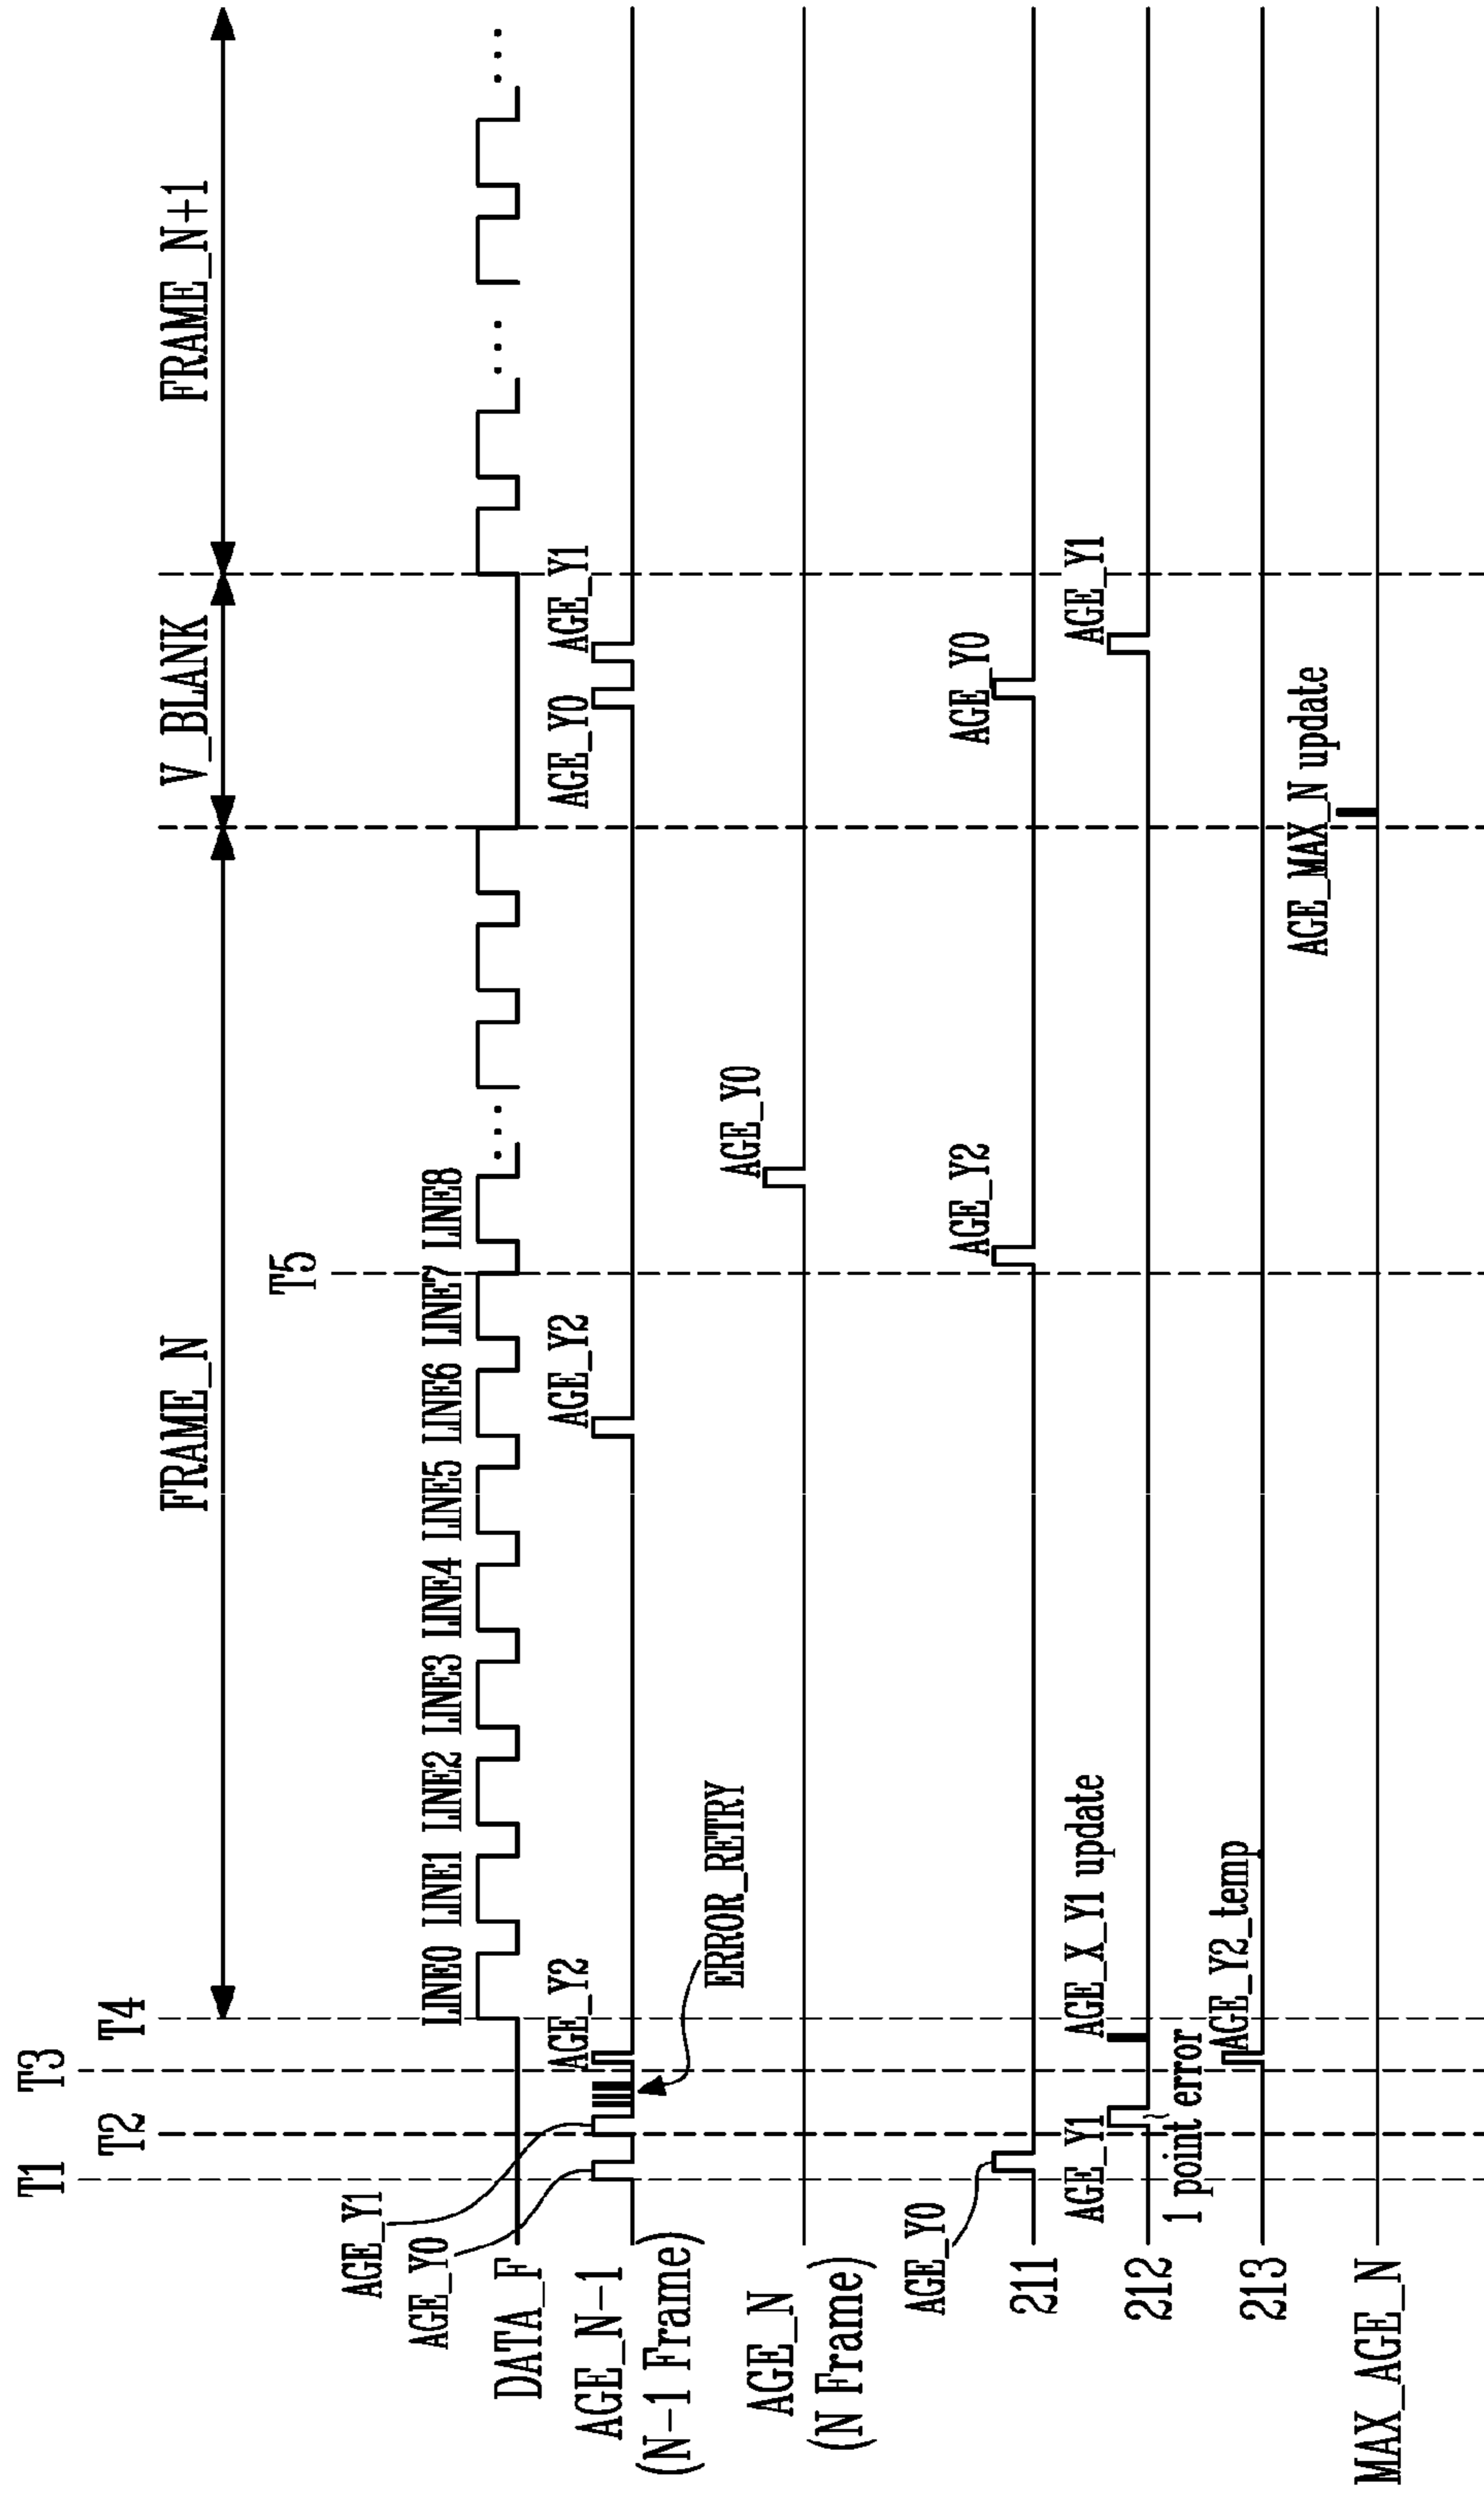 T1 T3
T2 T4
FRAME_N V_BLANK FRAME_N+1
T5
AGE_Y1
AGE_Y0
LINE0 LINE1 LINE2 LINE3 LINE4 LINE5 LINE6 LINE7 LINE8
DATA_F
...
...
...
AGE_Y2 AGE_Y2 AGE_Y0 AGE_Y1
AGE_N-1
(N-1 Frame)
ERROR_RETRY
AGE_Y0
AGE_N
(N Frame)
AGE_Y0
AGE_Y2 AGE_Y0
211
AGE_Y1 AGE_X_Y1 update AGE_Y1
212
1 point error
AGE_Y2_temp
213
AGE_MAX_N update
MAX_AGE_N